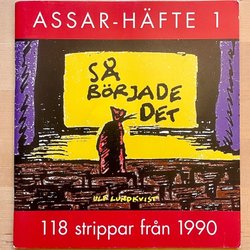 ASSAR-HÄFTE 1
SÅ
BÖRJADE
DET
ULF LUNDKVIST
118 strippar från 1990